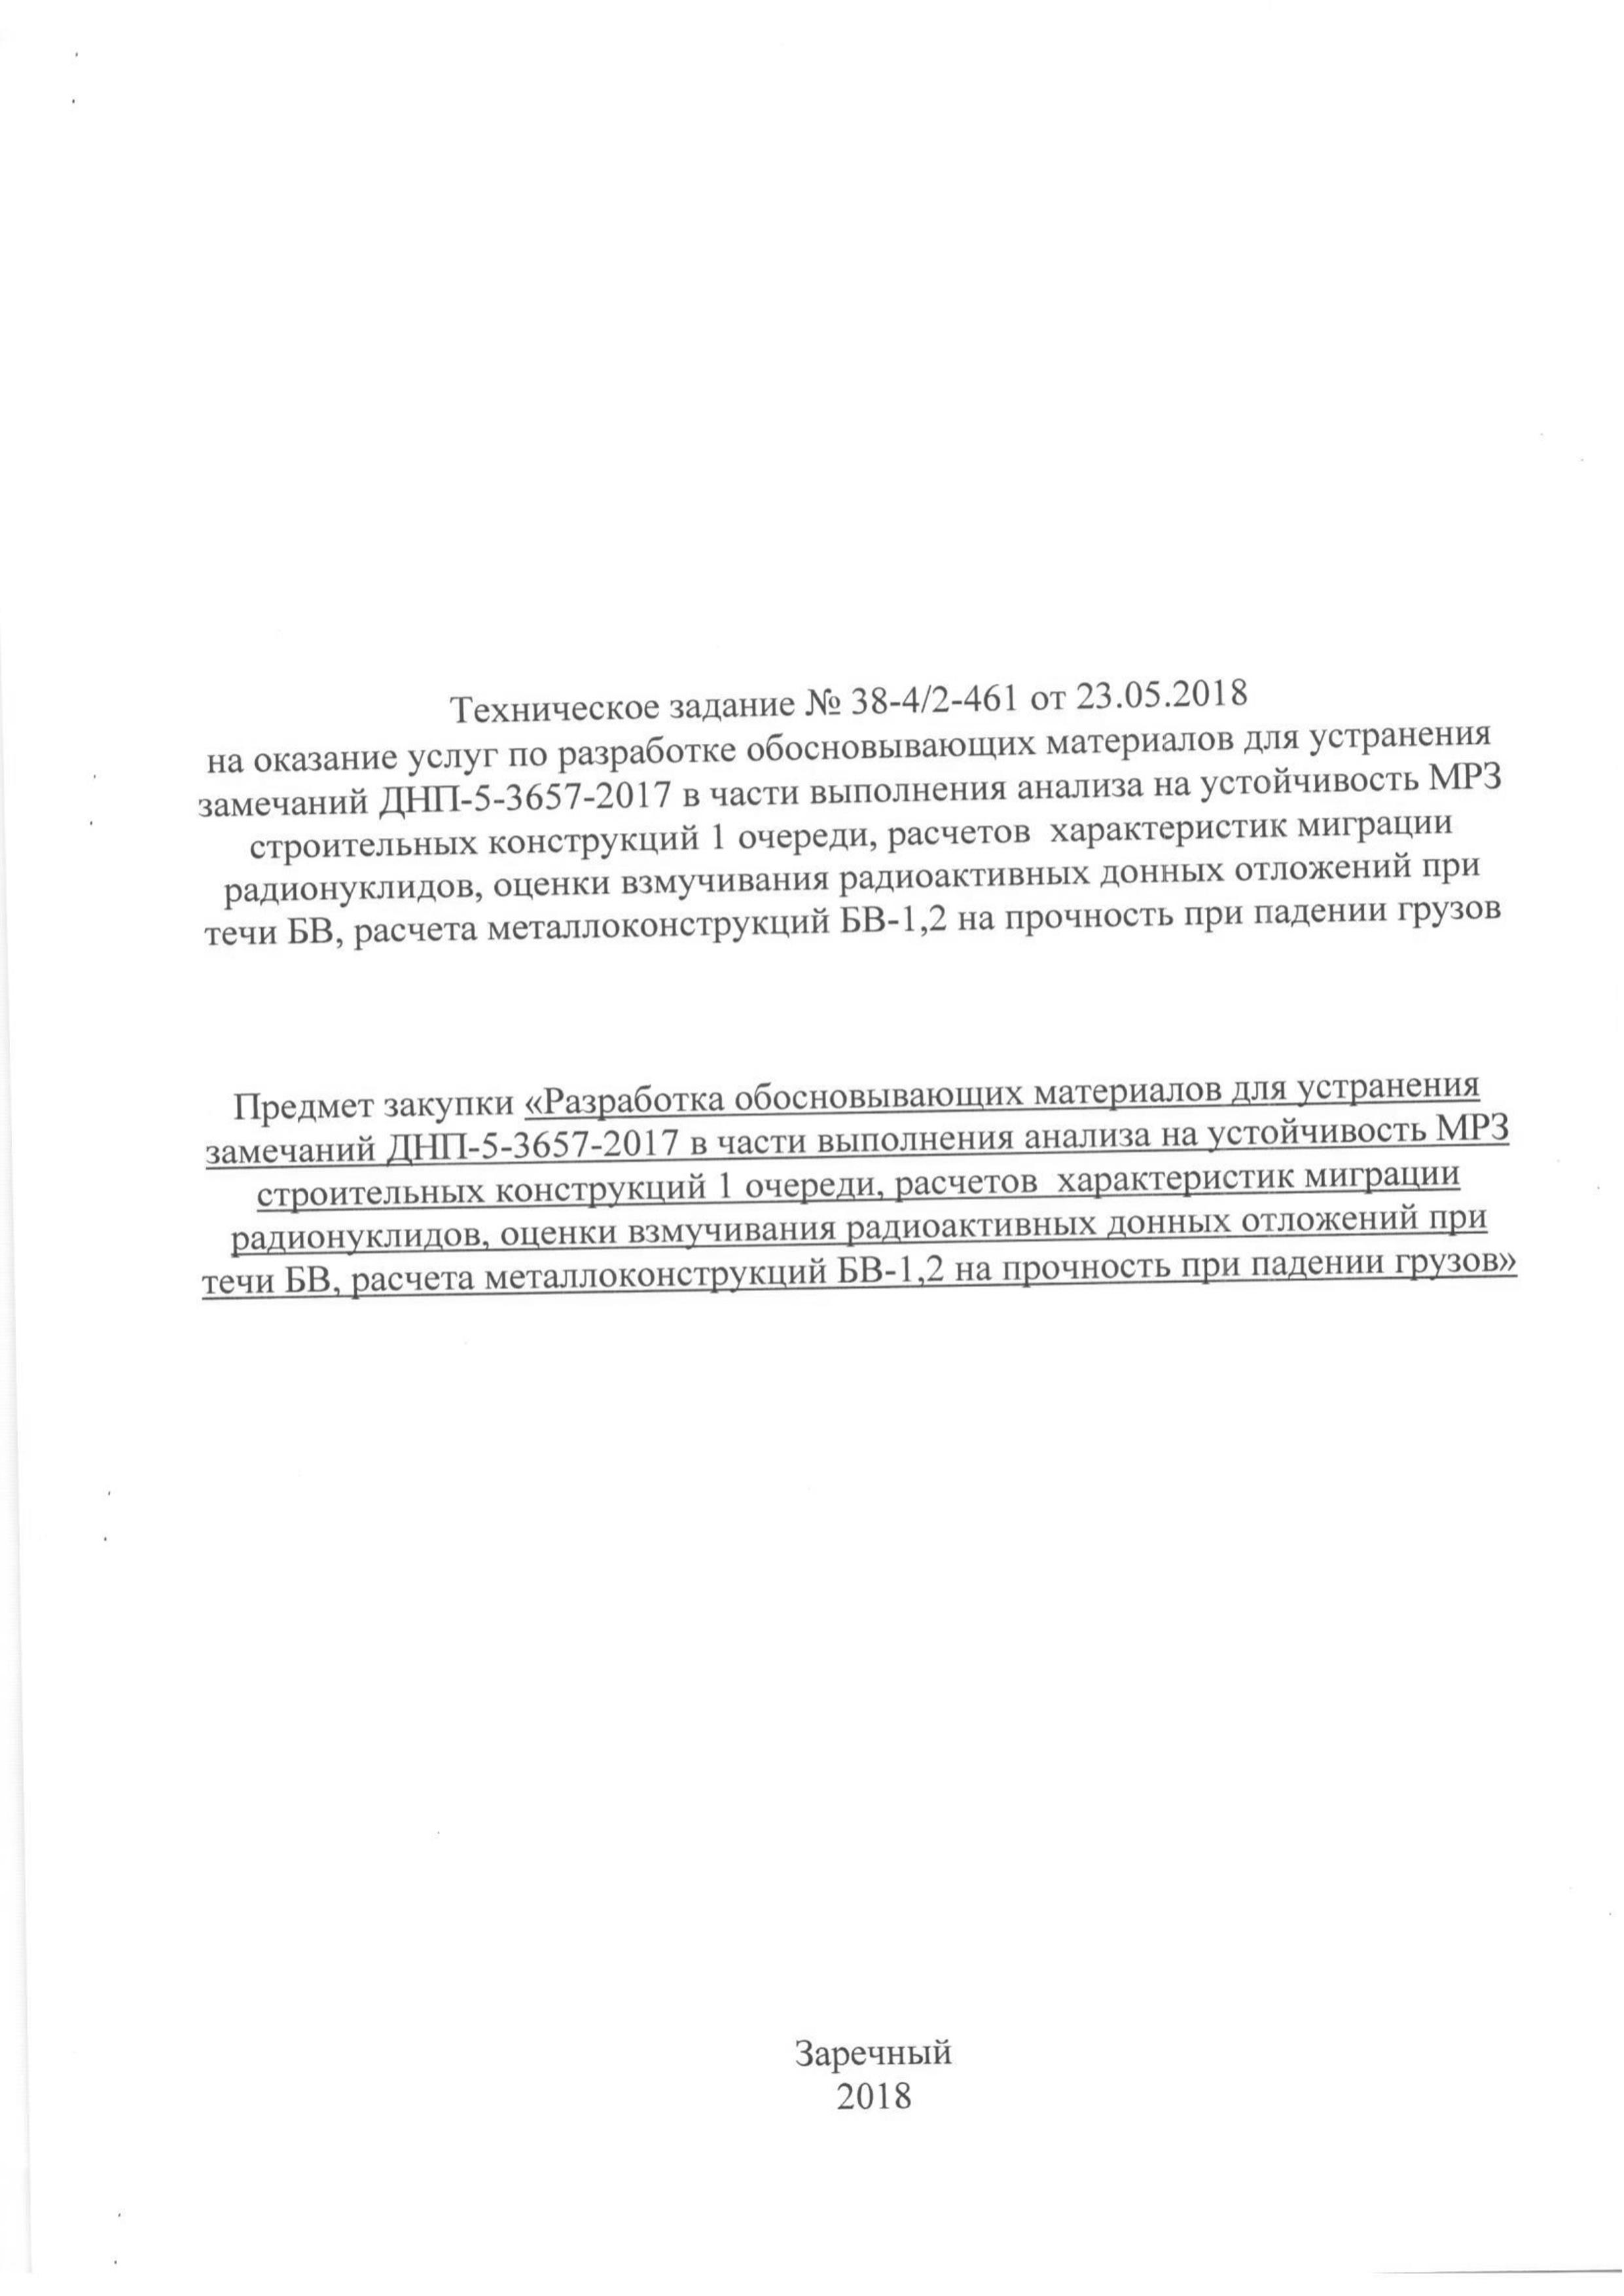 Техническое задание № 38-4/2-461 от 23.05.2018
на оказание услуг по разработке обосновывающих материалов для устранения
замечаний ДНП-5-3657-2017 в части выполнения анализа на устойчивость МРЗ
строительных конструкций 1 очереди, расчетов характеристик миграции
радионуклидов, оценки взмучивания радиоактивных донных отложений при
течи БВ, расчета металлоконструкций БВ-1,2 на прочность при падении грузов
Предмет закупки «Разработка обосновывающих материалов для устранения
замечаний ДНП-5-3657-2017 в части выполнения анализа на устойчивость МРЗ
строительных конструкций 1 очереди, расчетов характеристик миграции
радионуклидов, оценки взмучивания радиоактивных донных отложений при
течи БВ, расчета металлоконструкций БВ-1,2 на прочность при падении грузов»
Заречный
2018